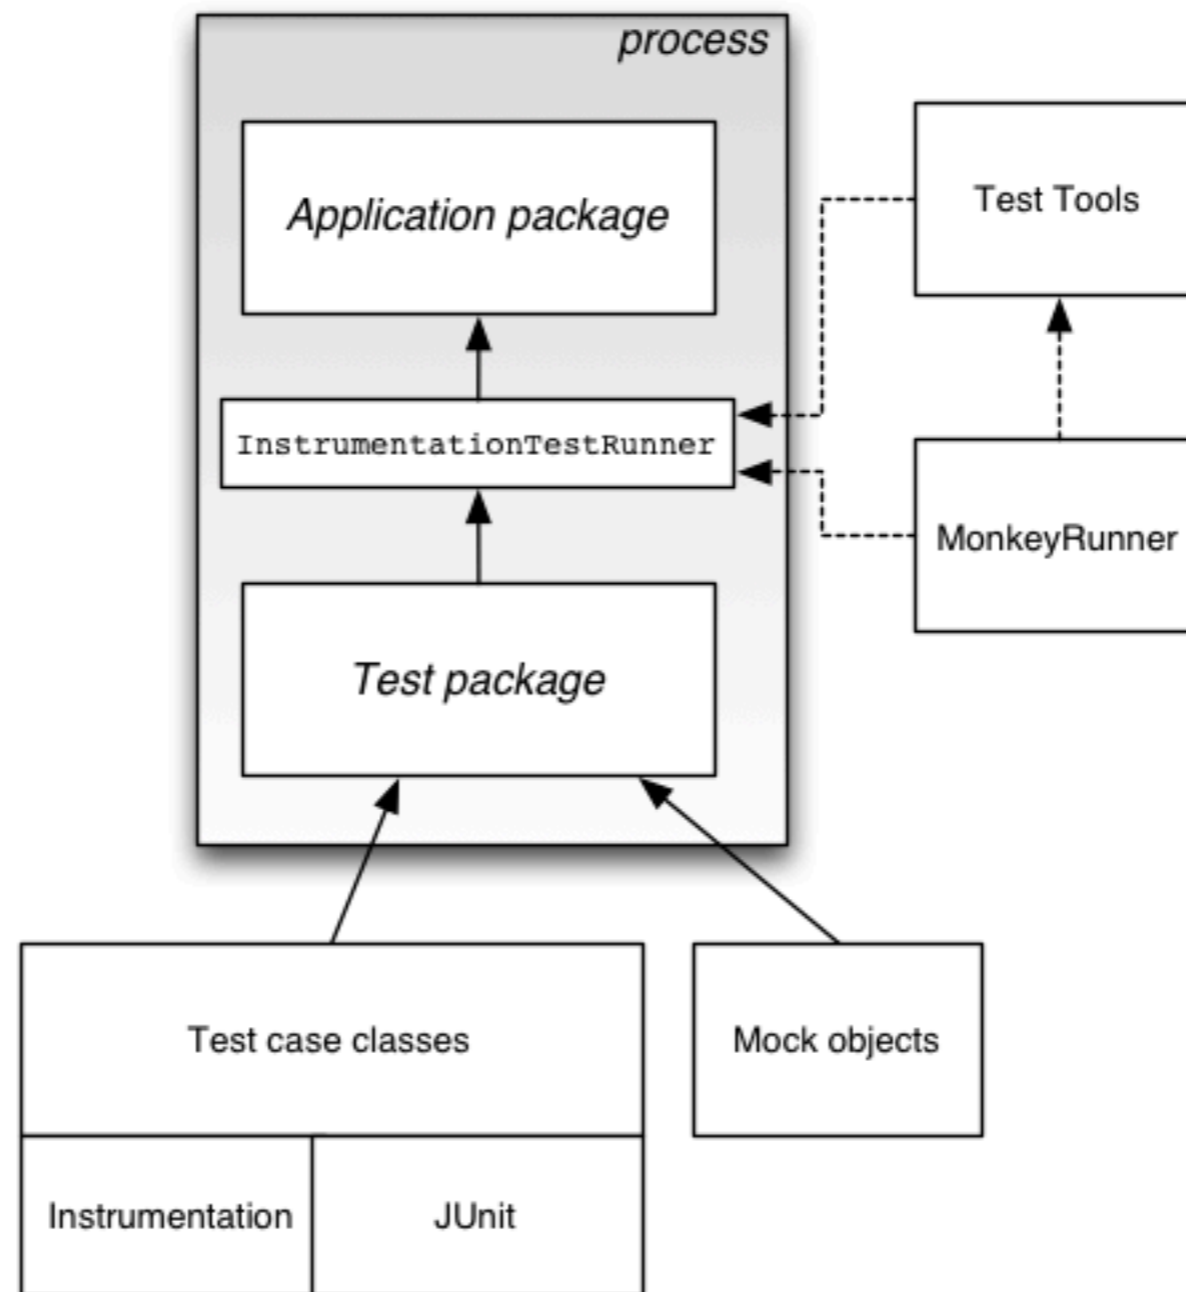 process
Application package
Test Tools
InstrumentationTestRunner
MonkeyRunner
Test package
Test case classes
Mock objects
Instrumentation
JUnit